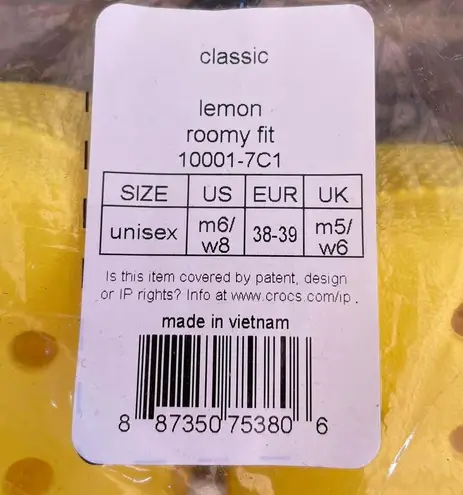 classic
lemon
roomy fit
10001-7C1
SIZE US EUR UK
unisex m6/ w8 38-39 m5/ w6
Is this item covered by patent, design
or IP rights? Info at www.crocs.com/ip .
made in vietnam
8 87350 75380 6